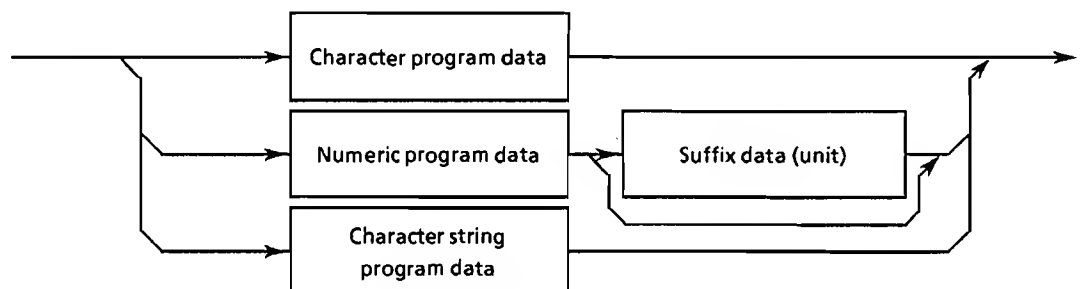 Character program data
Numeric program data
Suffix data (unit)
Character string
program data